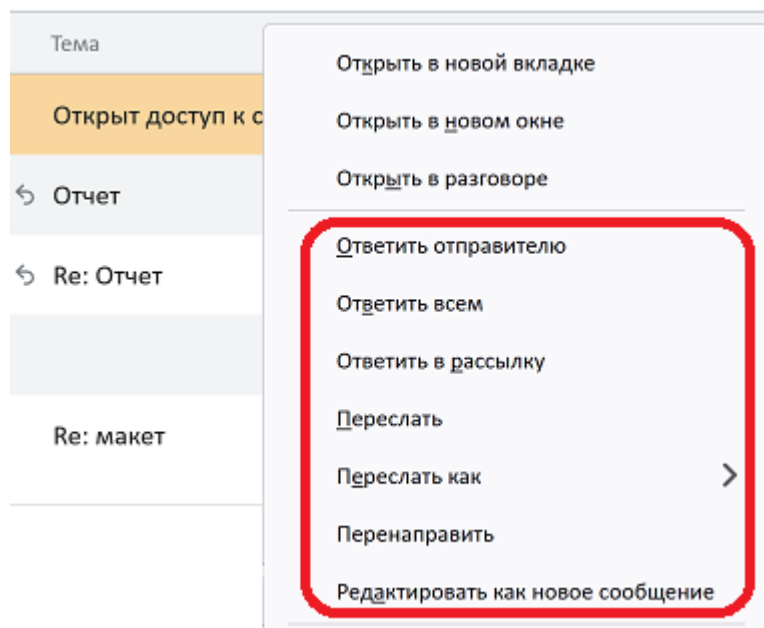 Тема
Открыт доступ к с
Отчет
Re: Отчет
Re: макет
Открыть в новой вкладке
Открыть в новом окне
Открыть в разговоре
Ответить отправителю
Ответить всем
Ответить в рассылку
Переслать
Переслать как
Перенаправить
Редактировать как новое сообщение